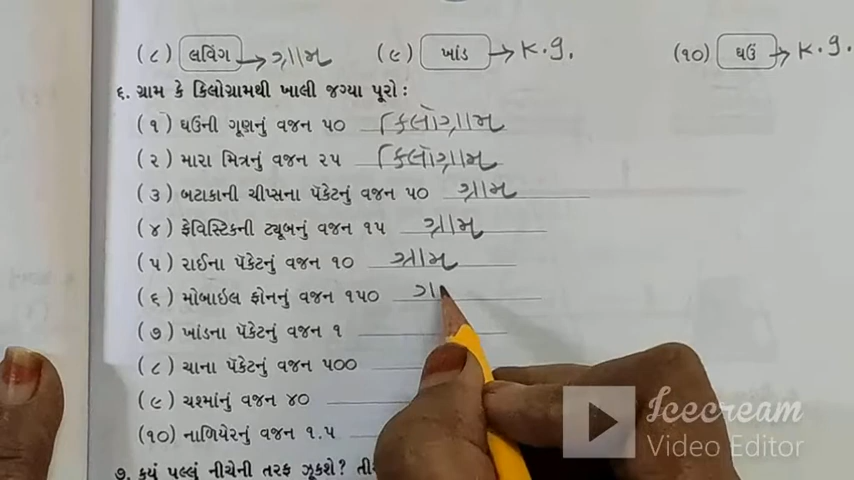 (૮) લવિંગ → ગ્રામ (૯) ખાંડ → K.g. (૧૦) ઘઉં → K.g.
૬. ગ્રામ કે કિલોગ્રામથી ખાલી જગ્યા પૂરો :
(૧) ઘઉંની ગૂણનું વજન ૫૦ કિલોગ્રામ
(૨) મારા મિત્રનું વજન ૨૫ કિલોગ્રામ
(૩) બટાકાની ચીપ્સના પૅકેટનું વજન ૫૦ ગ્રામ
(૪) ફેવિસ્ટિકની ટ્યૂબનું વજન ૧૫ ગ્રામ
(૫) રાઈના પૅકેટનું વજન ૧૦ ગ્રામ
(૬) મોબાઇલ ફોનનું વજન ૧૫૦ ગ્રા
(૭) ખાંડના પૅકેટનું વજન ૧
(૮) ચાના પૅકેટનું વજન ૫૦૦
(૯) ચશ્માંનું વજન ૪૦
(૧૦) નાળિયેરનું વજન ૧.૫
૭. કયું પલ્લું નીચેની તરફ ઝૂકશે?
Icecream
Video Editor